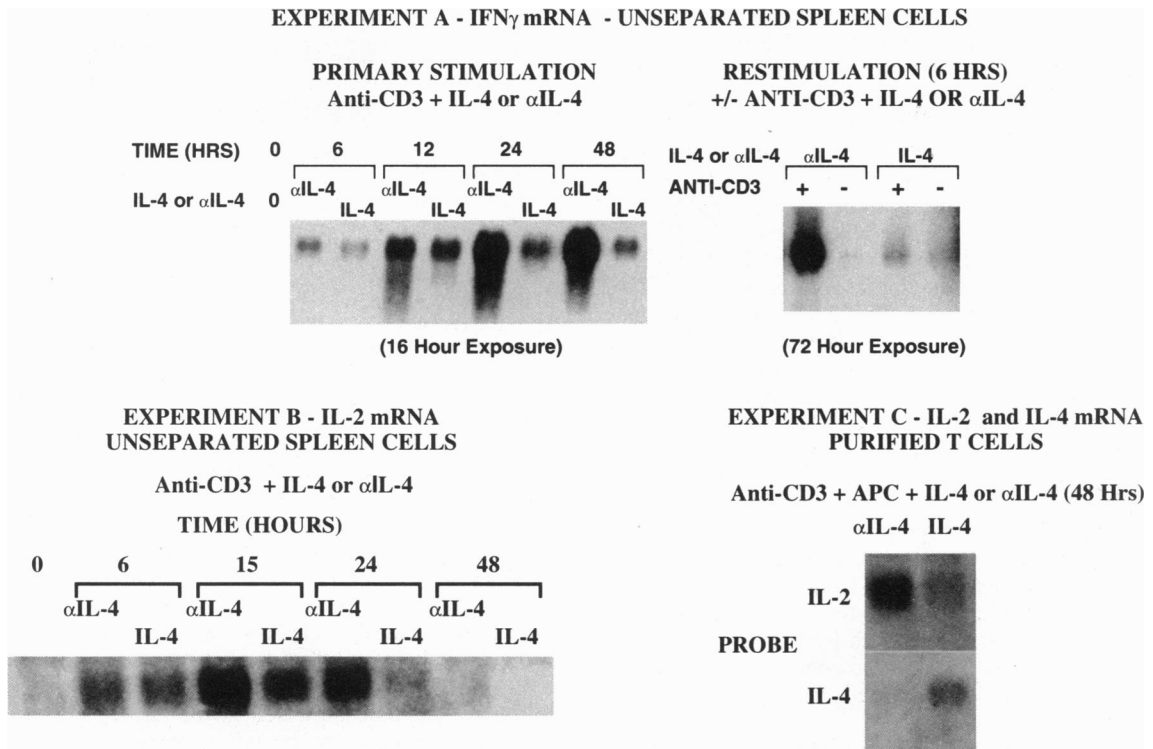 EXPERIMENT A - IFNγ mRNA - UNSEPARATED SPLEEN CELLS
PRIMARY STIMULATION
Anti-CD3 + IL-4 or αIL-4
TIME (HRS) 0 6 12 24 48
IL-4 or αIL-4 0 αIL-4 IL-4 αIL-4 IL-4 αIL-4 IL-4 αIL-4 IL-4
(16 Hour Exposure)
RESTIMULATION (6 HRS)
+/- ANTI-CD3 + IL-4 OR αIL-4
IL-4 or αIL-4 αIL-4 IL-4
ANTI-CD3 + - + -
(72 Hour Exposure)
EXPERIMENT B - IL-2 mRNA
UNSEPARATED SPLEEN CELLS
Anti-CD3 + IL-4 or αIL-4
TIME (HOURS)
0 6 15 24 48
αIL-4 αIL-4 αIL-4 αIL-4
IL-4 IL-4 IL-4 IL-4
EXPERIMENT C - IL-2 and IL-4 mRNA
PURIFIED T CELLS
Anti-CD3 + APC + IL-4 or αIL-4 (48 Hrs)
αIL-4 IL-4
IL-2
PROBE
IL-4